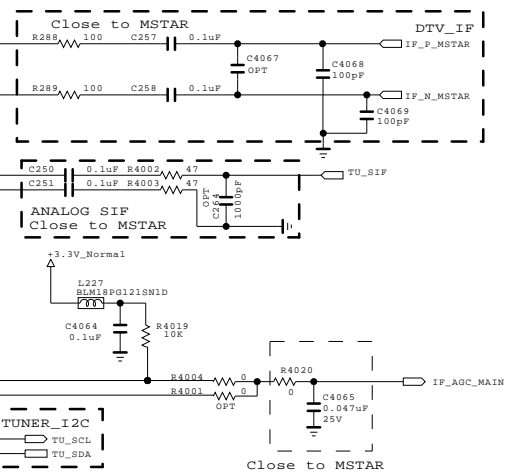 Close to MSTAR
DTV_IF
R288 100 C257 0.1uF
IF_P_MSTAR
C4067
OPT
C4068
100pF
R289 100 C258 0.1uF
IF_N_MSTAR
C4069
100pF
C250 0.1uF R4002 47
TU_SIF
C251 0.1uF R4003 47
OPT
C264
1000pF
ANALOG SIF
Close to MSTAR
+3.3V_Normal
L227
BLM18PG121SN1D
C4064
0.1uF
R4019
10K
R4004 0
R4020
0
IF_AGC_MAIN
R4001 0
OPT
C4065
0.047uF
25V
TUNER_I2C
TU_SCL
TU_SDA
Close to MSTAR